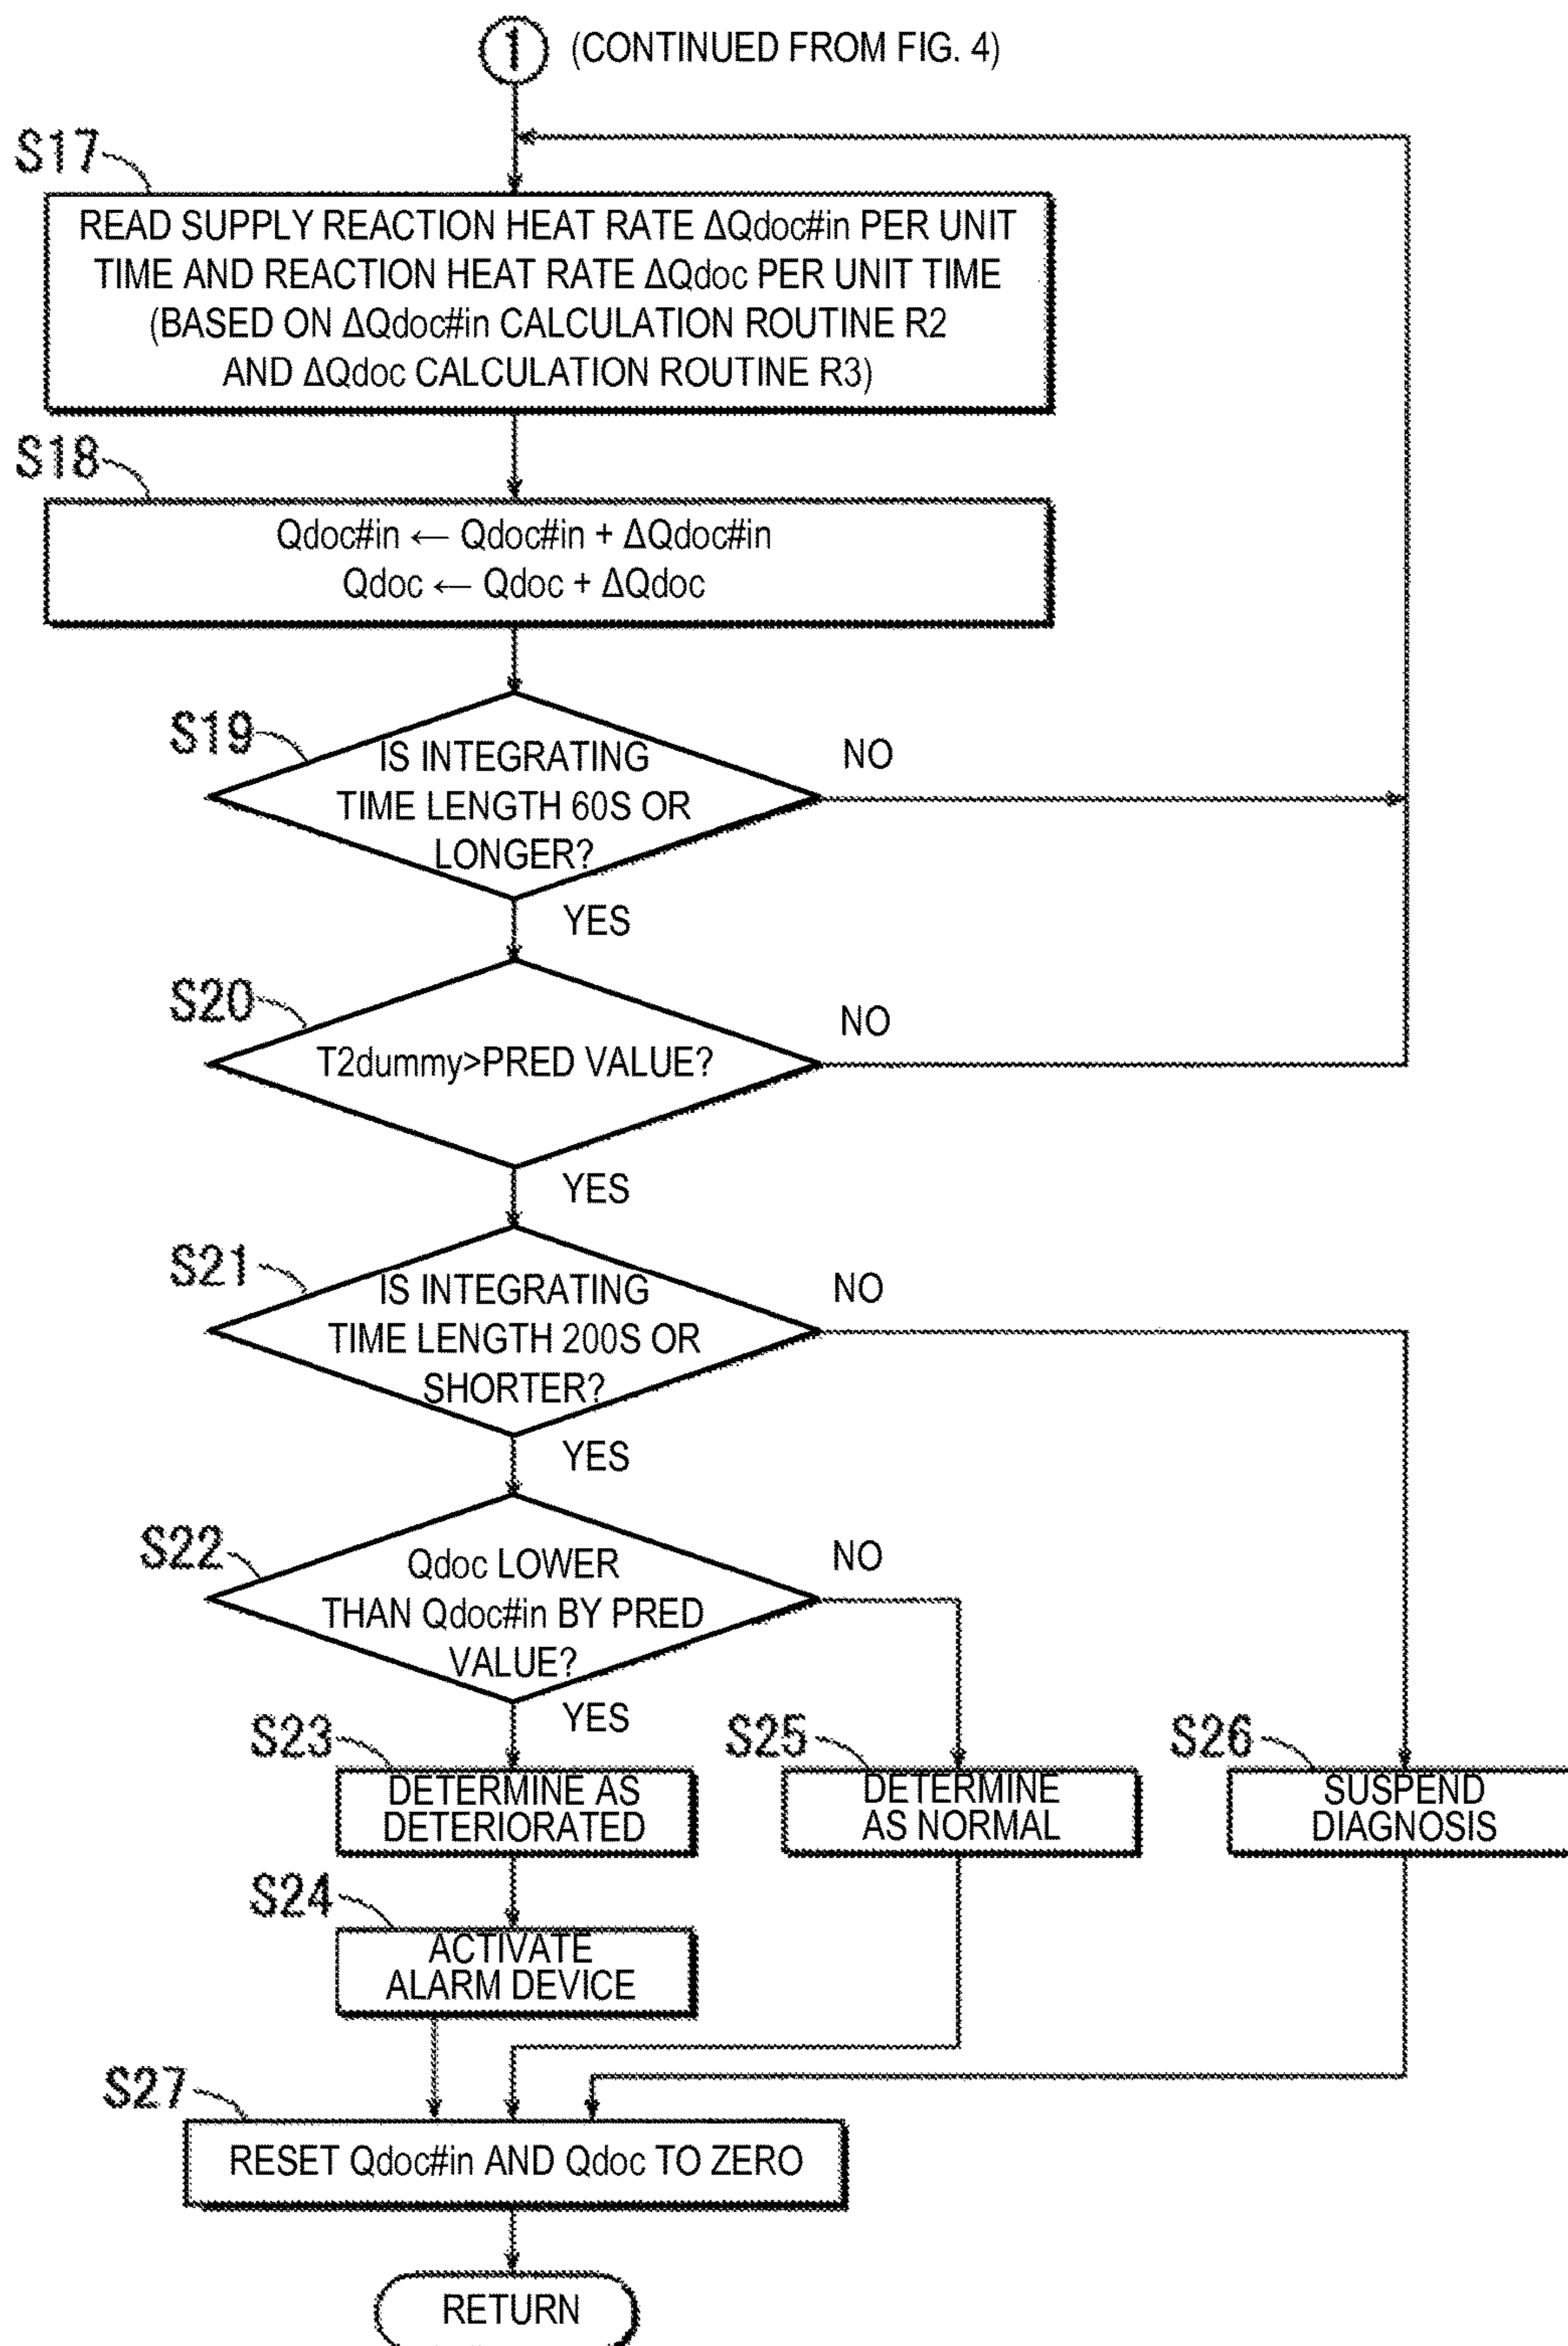 1 (CONTINUED FROM FIG. 4)
S17
READ SUPPLY REACTION HEAT RATE ΔQdoc#in PER UNIT
TIME AND REACTION HEAT RATE ΔQdoc PER UNIT TIME
(BASED ON ΔQdoc#in CALCULATION ROUTINE R2
AND ΔQdoc CALCULATION ROUTINE R3)
S18
Qdoc#in ← Qdoc#in + ΔQdoc#in
Qdoc ← Qdoc + ΔQdoc
S19
IS INTEGRATING
TIME LENGTH 60S OR
LONGER?
NO
YES
S20
T2dummy>PRED VALUE?
NO
YES
S21
IS INTEGRATING
TIME LENGTH 200S OR
SHORTER?
NO
YES
S22
Qdoc LOWER
THAN Qdoc#in BY PRED
VALUE?
NO
YES
S23
DETERMINE AS
DETERIORATED
S25
DETERMINE
AS NORMAL
S26
SUSPEND
DIAGNOSIS
S24
ACTIVATE
ALARM DEVICE
S27
RESET Qdoc#in AND Qdoc TO ZERO
RETURN